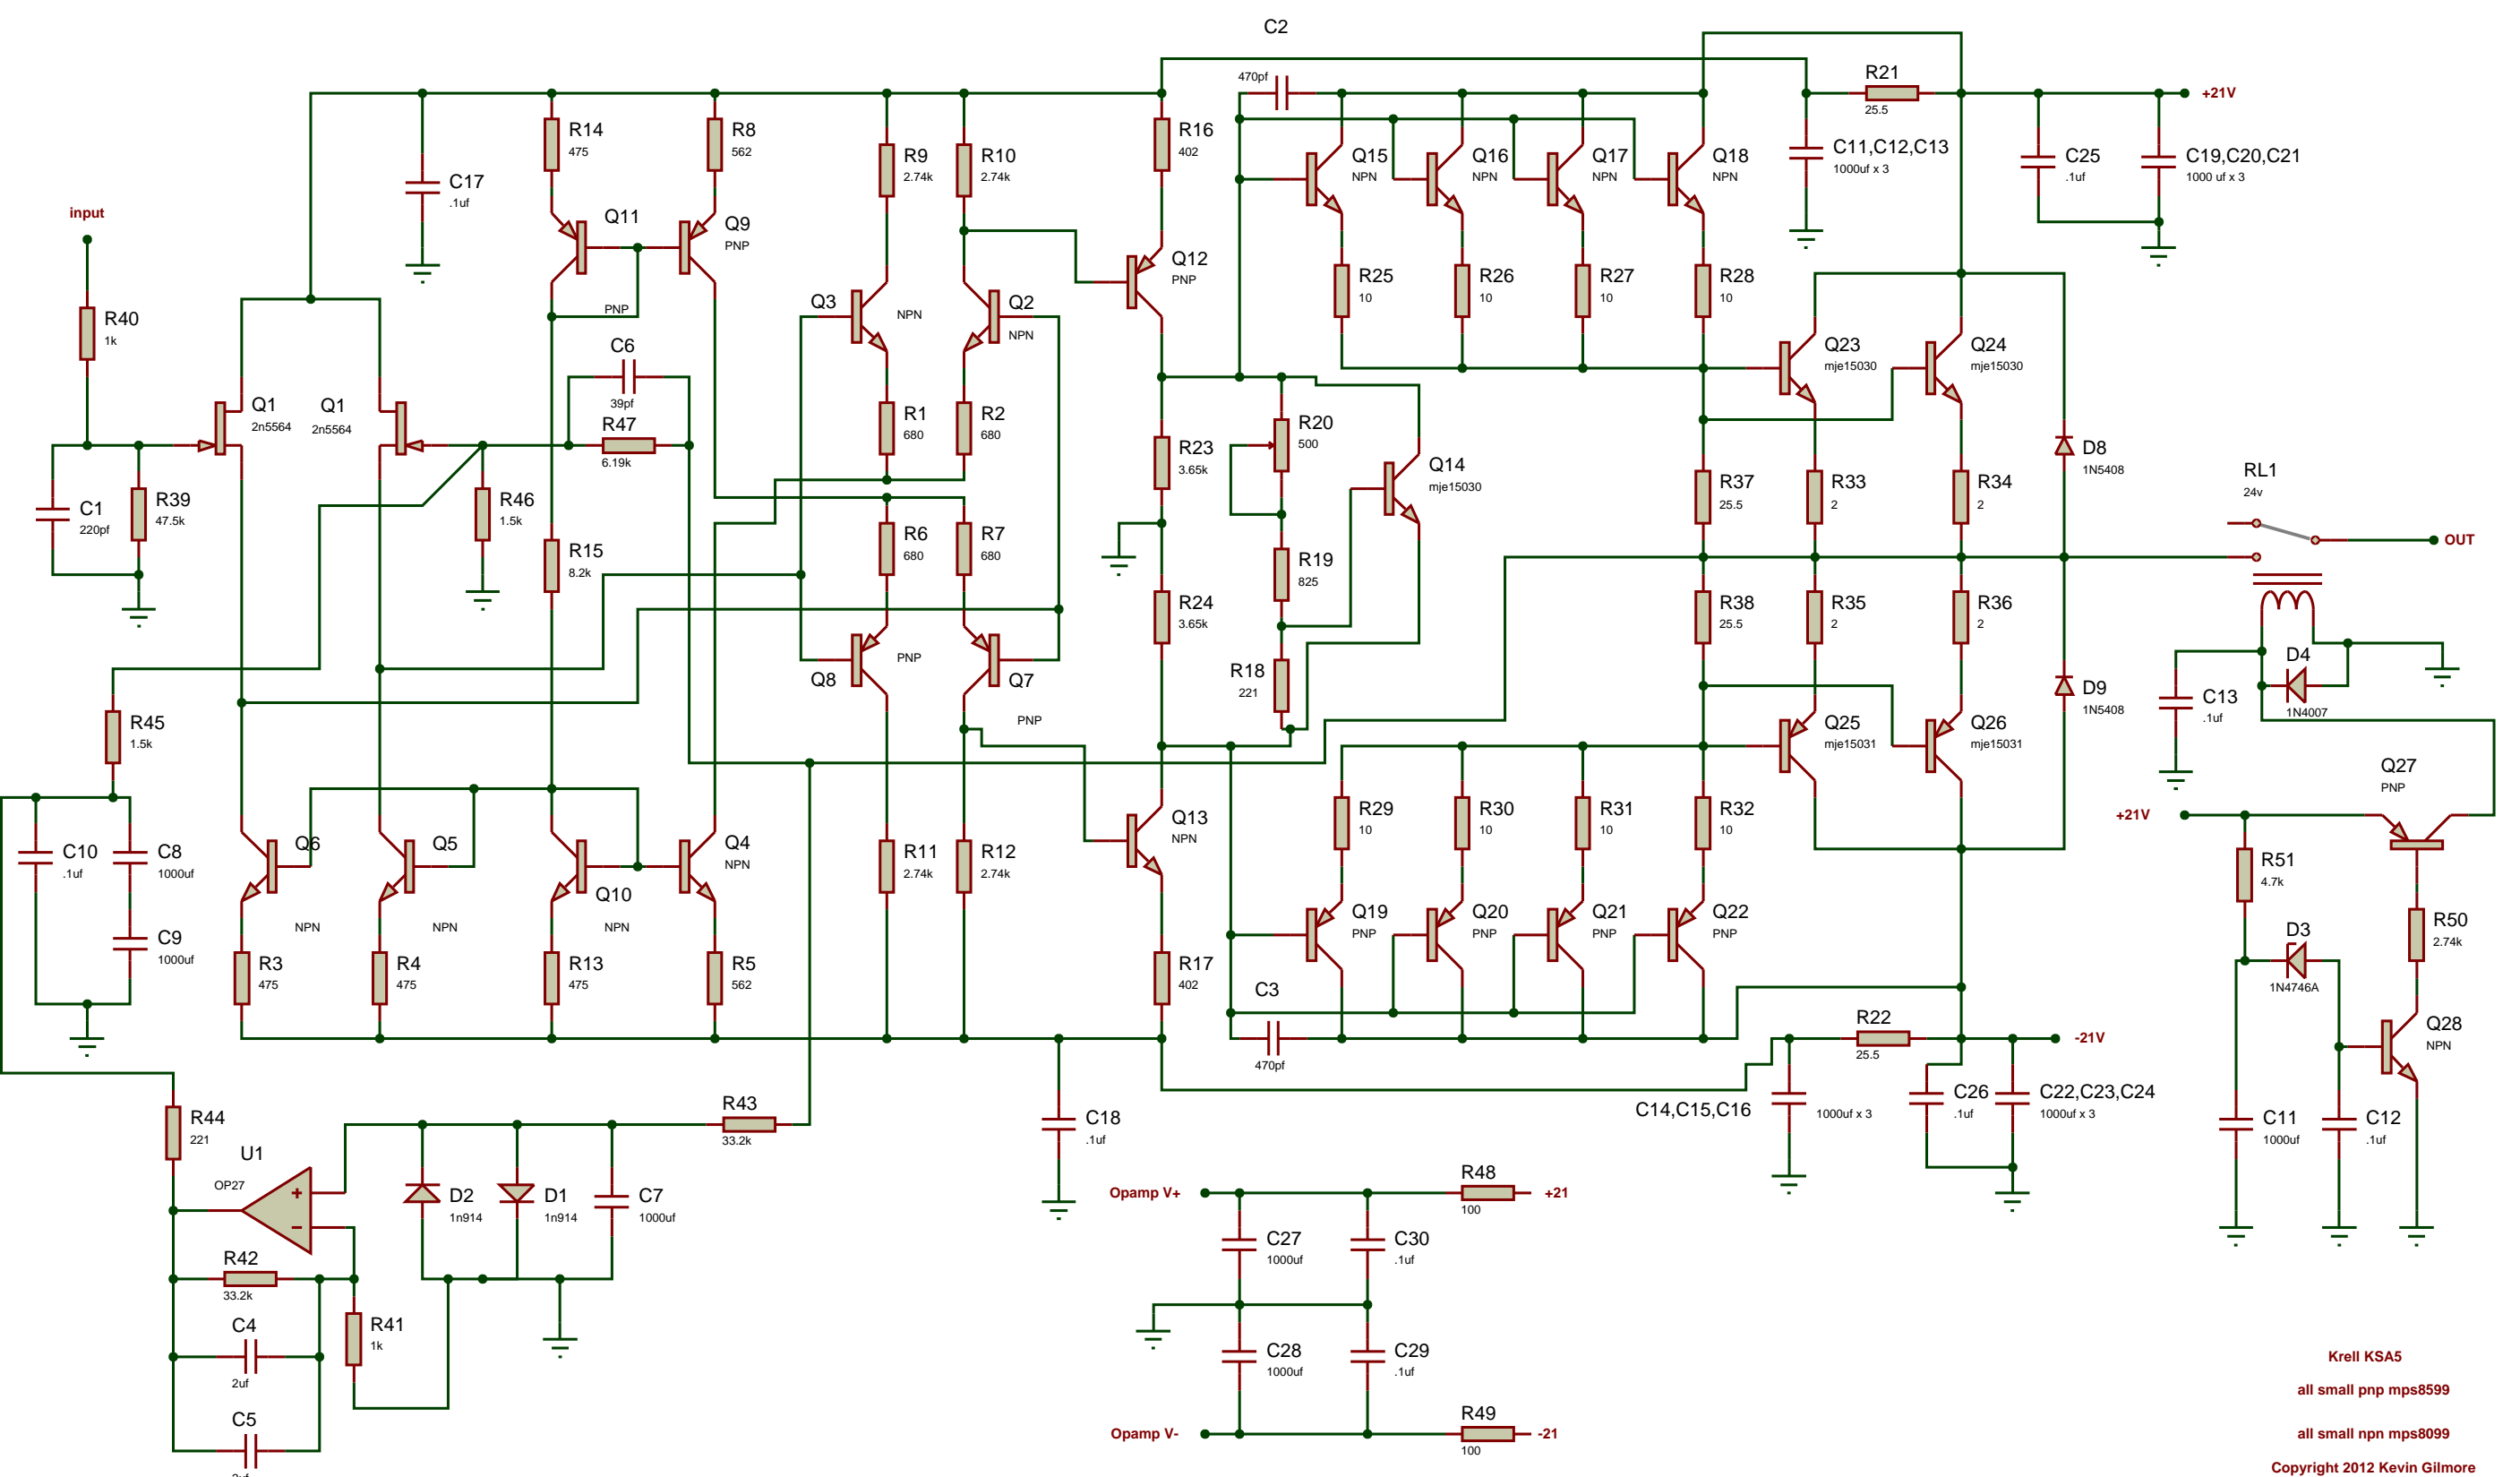 C2
470pf
R21
25.5
+21V
R14
475
R8
562
R9
2.74k
R10
2.74k
R16
402
Q15
NPN
Q16
NPN
Q17
NPN
Q18
NPN
C11,C12,C13
1000uf x 3
C25
.1uf
C19,C20,C21
1000 uf x 3
C17
.1uf
input
Q11
PNP
Q9
PNP
Q12
PNP
R25
10
R26
10
R27
10
R28
10
R40
1k
Q3
NPN
Q2
NPN
C6
39pf
Q23
mje15030
Q24
mje15030
Q1
2n5564
Q1
2n5564
R47
6.19k
R1
680
R2
680
R20
500
R23
3.65k
Q14
mje15030
D8
1N5408
RL1
24v
C1
220pf
R39
47.5k
R46
1.5k
R37
25.5
R33
2
R34
2
R6
680
R7
680
OUT
R15
8.2k
R19
825
R24
3.65k
R38
25.5
R35
2
R36
2
Q8
PNP
Q7
PNP
R18
221
D4
1N4007
D9
1N5408
C13
.1uf
R45
1.5k
Q25
mje15031
Q26
mje15031
Q27
PNP
+21V
R29
10
R30
10
R31
10
R32
10
Q13
NPN
C10
.1uf
C8
1000uf
Q6
NPN
Q5
NPN
Q10
NPN
Q4
NPN
R11
2.74k
R12
2.74k
R51
4.7k
Q19
PNP
Q20
PNP
Q21
PNP
Q22
PNP
D3
1N4746A
R50
2.74k
C9
1000uf
R3
475
R4
475
R13
475
R5
562
R17
402
C3
470pf
R22
25.5
-21V
Q28
NPN
R44
221
R43
33.2k
C18
.1uf
C14,C15,C16
1000uf x 3
C26
.1uf
C22,C23,C24
1000uf x 3
C11
1000uf
C12
.1uf
U1
OP27
+
−
D2
1n914
D1
1n914
C7
1000uf
Opamp V+
R48
100
+21
R42
33.2k
C27
1000uf
C30
.1uf
C4
2uf
R41
1k
C28
1000uf
C29
.1uf
C5
2uf
Opamp V-
R49
100
-21
Krell KSA5
all small pnp mps8599
all small npn mps8099
Copyright 2012 Kevin Gilmore